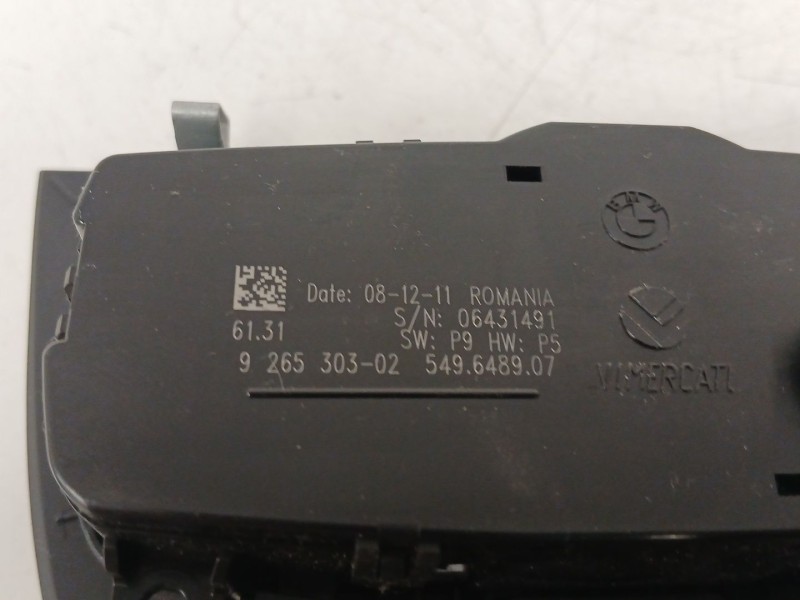 BMW
Date: 08-12-11 ROMANIA
S/N: 06431491
61.31
SW: P9 HW: P5
9 265 303-02 549.6489.07
VIMERCATI